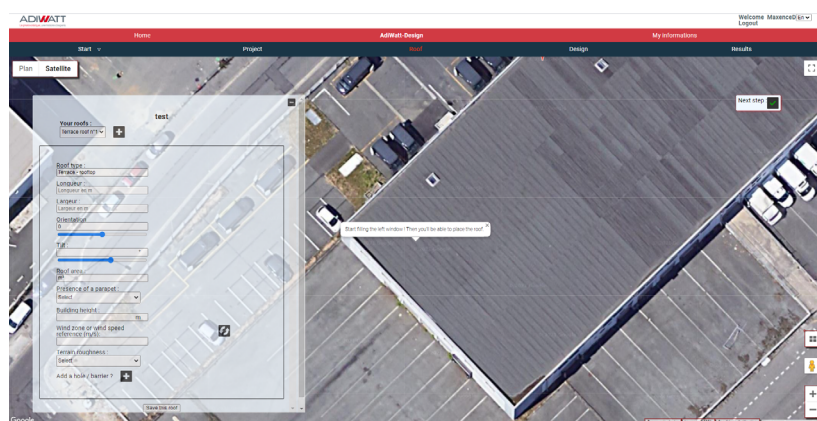 ADIWATT
Welcome MaxenceD En
Logout
Home
AdiWatt-Design
My Informations
Start
Project
Roof
Design
Results
Plan Satellite
Next step :
test
Your roofs :
Terrace roof n°1
Roof type :
Terrace - rooftop
Longueur :
Longueur en m
Largeur :
Largeur en m
Orientation
0
Tilt :
°
Roof area :
m²
Presence of a parapet :
Select
Building height :
m
Wind zone or wind speed
reference (m/s):
Terrain roughness :
Select -
Add a hole / barrier ?
Save this roof
Start filling the left window ! Then you'll be able to place the roof.
Google